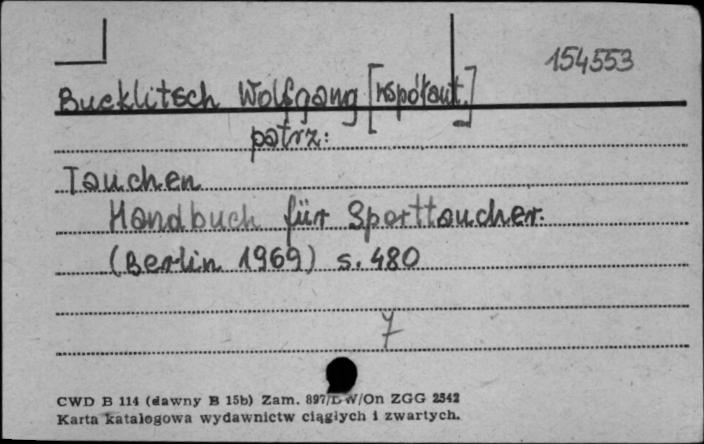 154553
Bucklitsch Wolfgang [współaut.]
patrz:
Tauchen
Handbuch für Sporttaucher.
(Berlin 1969) s. 480
7
CWD B 114 (dawny B 15b) Zam. 897/DW/On ZGG 2542
Karta katalogowa wydawnictw ciągłych i zwartych.